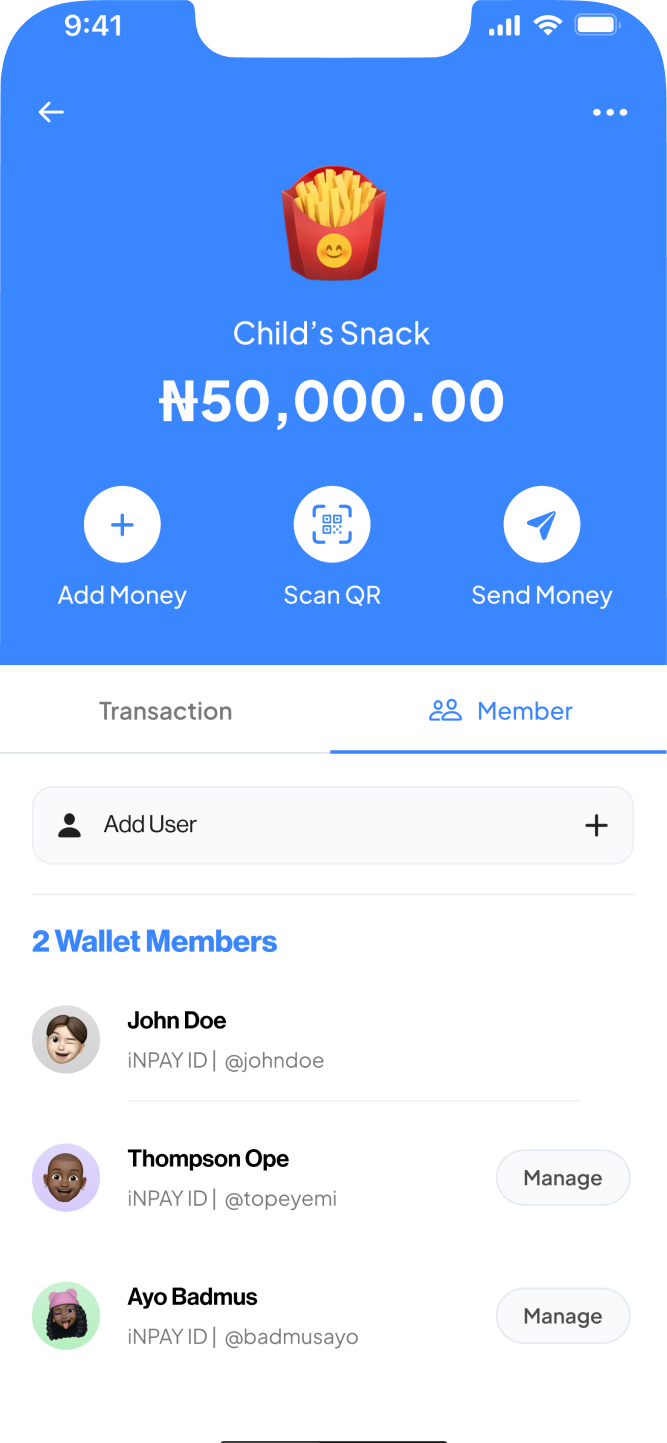 9:41
Child’s Snack
₦50,000.00
Add Money
Scan QR
Send Money
Transaction
Member
Add User
2 Wallet Members
John Doe
iNPAY ID | @johndoe
Thompson Ope
iNPAY ID | @topeyemi
Manage
Ayo Badmus
iNPAY ID | @badmusayo
Manage